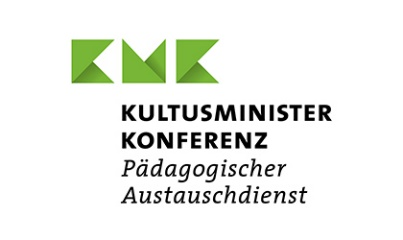 KMK
KULTUSMINISTER
KONFERENZ
Pädagogischer
Austauschdienst